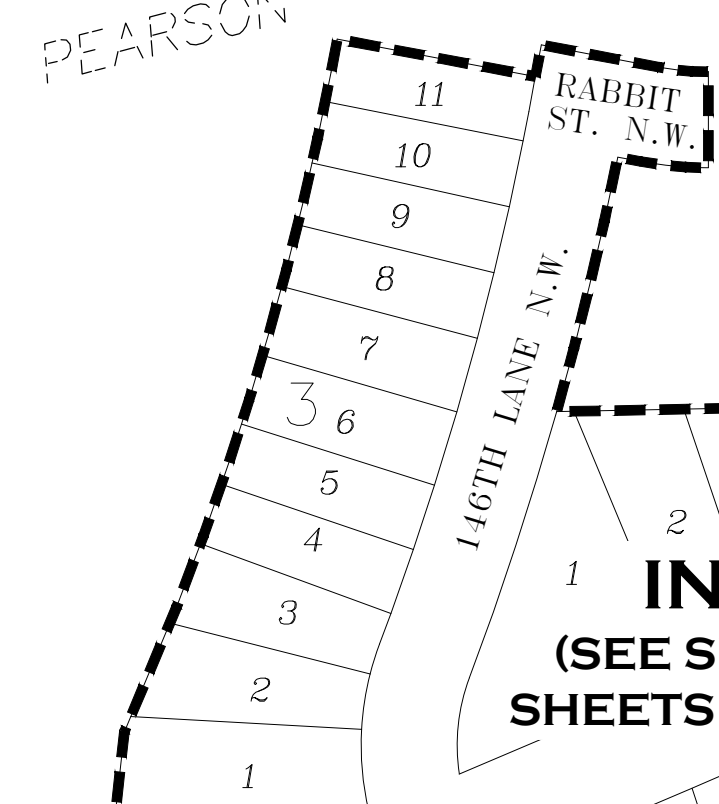 PEARSON
RABBIT
ST. N.W.
11
10
9
8
7
3
6
5
4
3
2
1
146TH LANE N.W.
2
1
IN
(SEE S
SHEETS